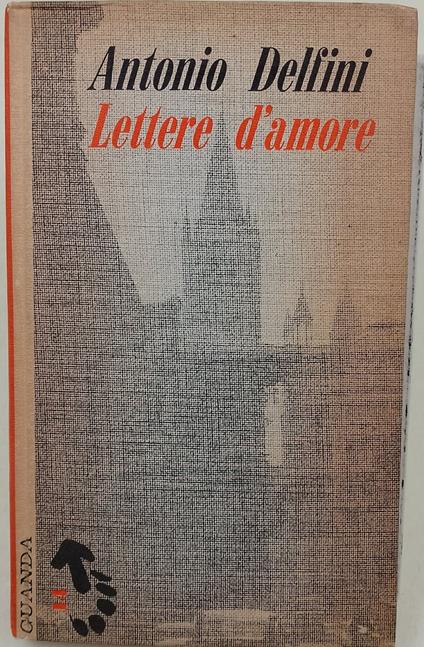 Antonio Delfini
Lettere d'amore
GUANDA
14